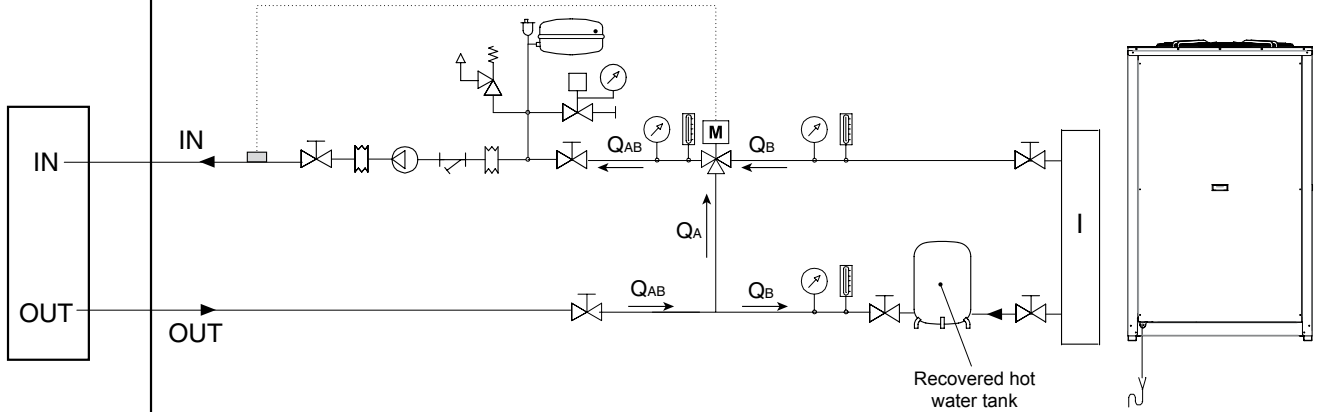 M
IN
IN
QAB
QB
I
QA
OUT
OUT
QAB
QB
Recovered hot
water tank